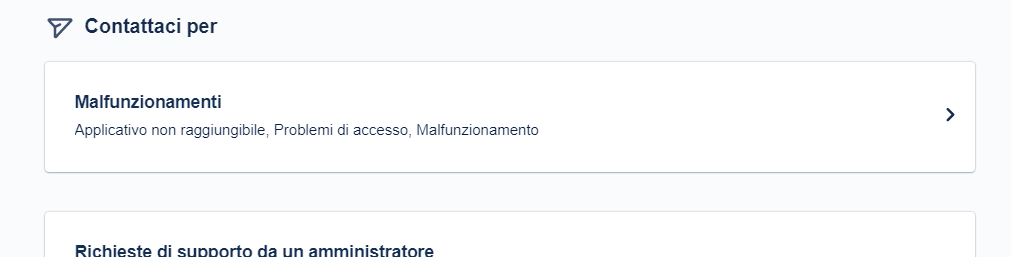 Contattaci per
Malfunzionamenti
Applicativo non raggiungibile, Problemi di accesso, Malfunzionamento
Richieste di supporto da un amministratore